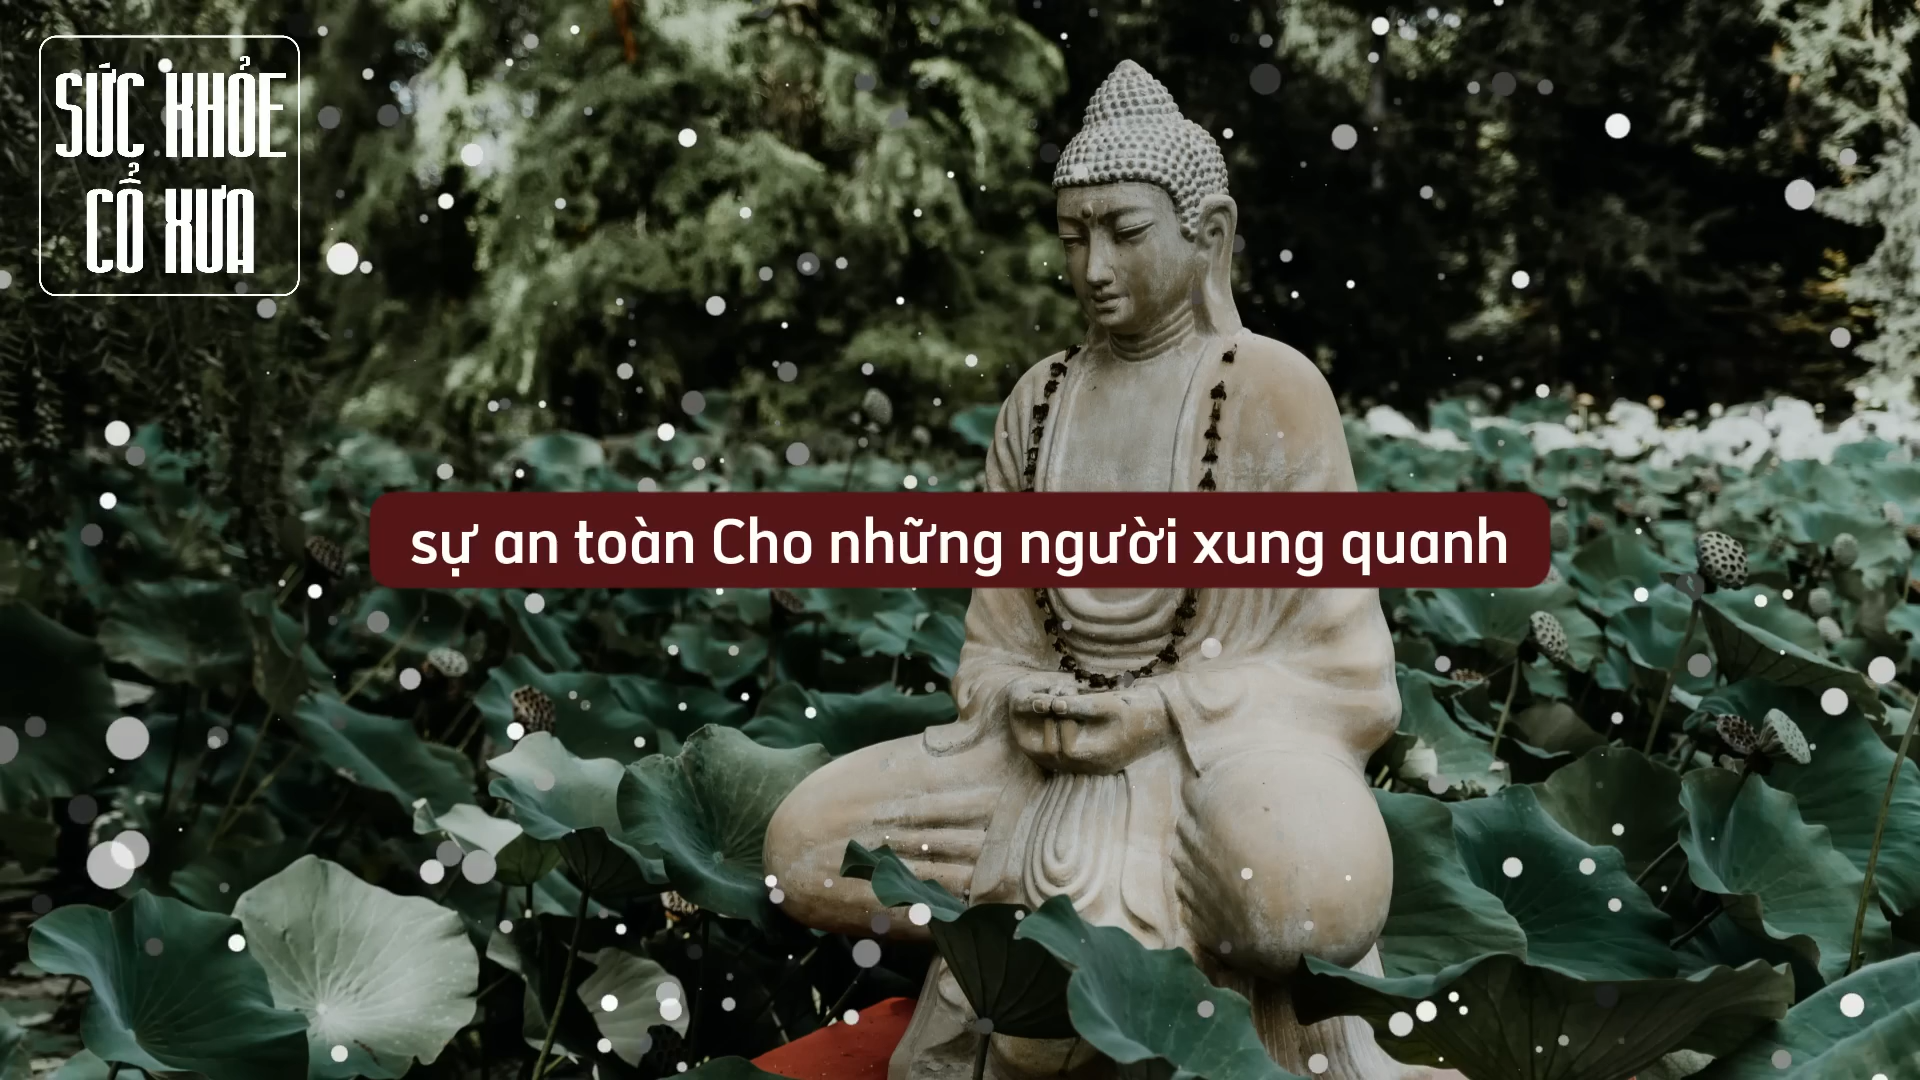 SỨC KHỎE
CỔ XƯA
sự an toàn Cho những người xung quanh